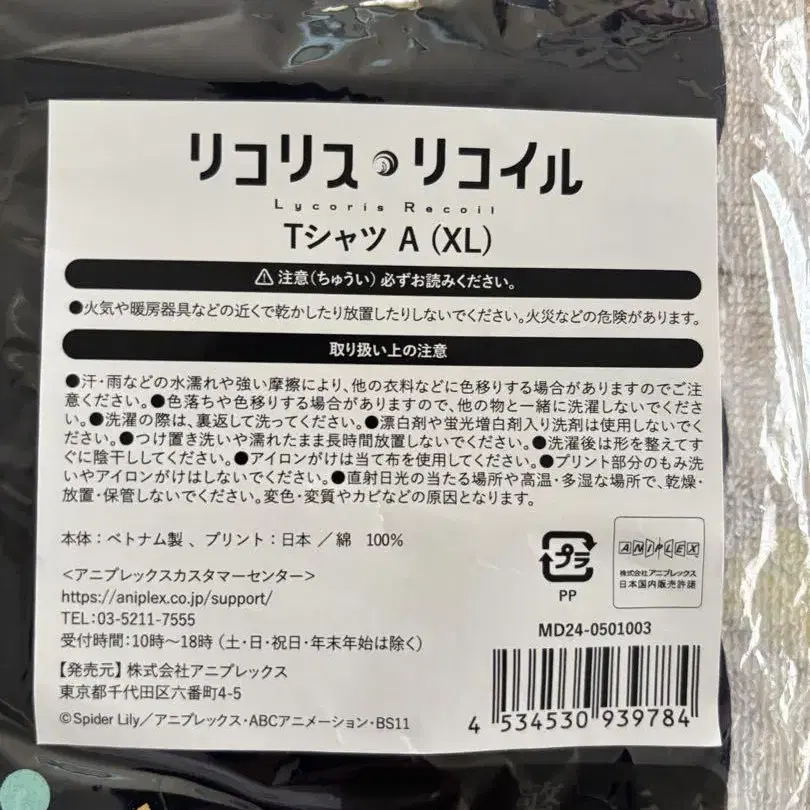 リコリス・リコイル
Lycoris Recoil
Tシャツ A (XL)
⚠注意(ちゅうい)必ずお読みください。
●火気や暖房器具などの近くで乾かしたり放置したりしないでください。火災などの危険があります。
取り扱い上の注意
●汗・雨などの水濡れや強い摩擦により、他の衣料などに色移りする場合がありますのでご注
意ください。●色落ちや色移りする場合がありますので、他の物と一緒に洗濯しないでくださ
い。●洗濯の際は、裏返して洗ってください。●漂白剤や蛍光増白剤入り洗剤は使用しないでく
ださい。●つけ置き洗いや濡れたまま長時間放置しないでください。●洗濯後は形を整えてす
ぐに陰干ししてください。●アイロンがけは当て布を使用してください。●プリント部分のもみ洗
いやアイロンがけはしないでください。●直射日光の当たる場所や高温・多湿な場所で、乾燥・
放置・保管しないでください。変色・変質やカビなどの原因となります。
本体:ベトナム製 、プリント:日本 /綿 100%
<アニプレックスカスタマーセンター>
https://aniplex.co.jp/support/
TEL:03-5211-7555
受付時間:10時~18時(土・日・祝日・年末年始は除く)
【発売元】株式会社アニプレックス
東京都千代田区六番町4-5
©Spider Lily/アニプレックス・ABCアニメーション・BS11
プラ
PP
ANIPLEX
株式会社アニプレックス
日本国内販売許諾
MD24-0501003
4 534530 939784